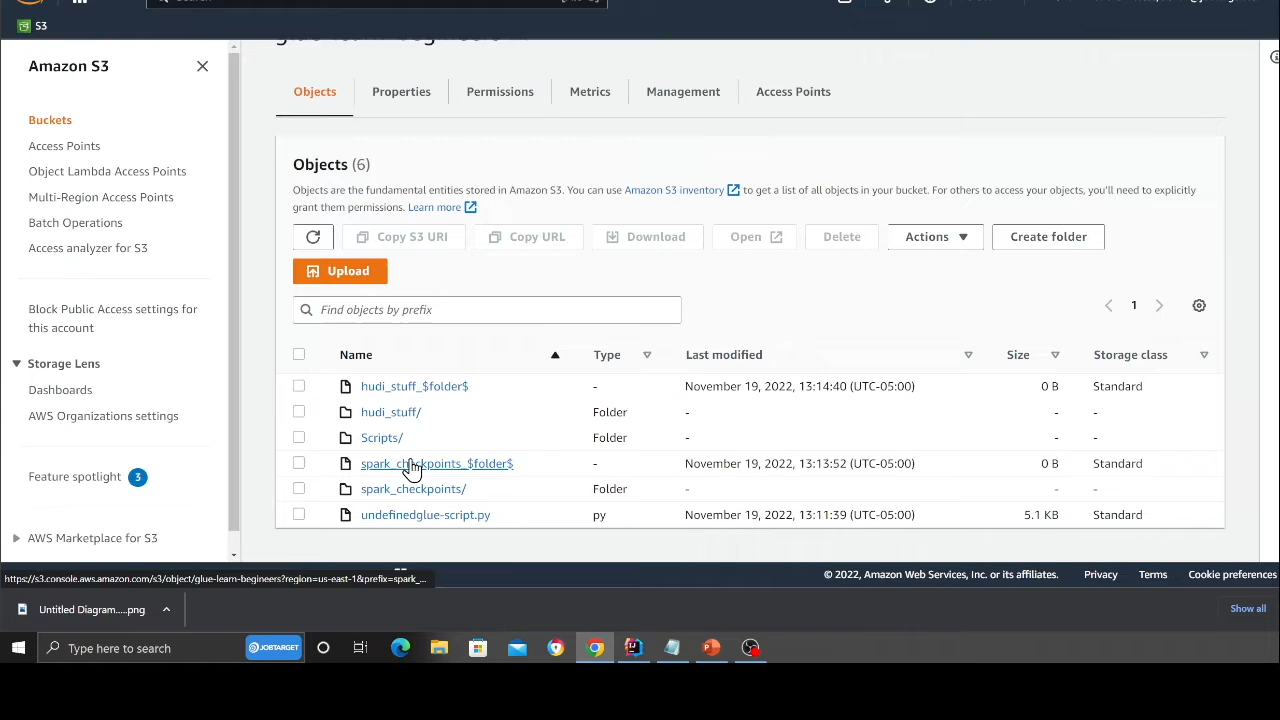 S3
Amazon S3
Buckets
Access Points
Object Lambda Access Points
Multi-Region Access Points
Batch Operations
Access analyzer for S3
Block Public Access settings for
this account
Storage Lens
Dashboards
AWS Organizations settings
Feature spotlight 3
AWS Marketplace for S3
Objects Properties Permissions Metrics Management Access Points
Objects (6)
Objects are the fundamental entities stored in Amazon S3. You can use Amazon S3 inventory to get a list of all objects in your bucket. For others to access your objects, you'll need to explicitly
grant them permissions. Learn more
Copy S3 URI Copy URL Download Open Delete Actions Create folder
Upload
Find objects by prefix
1
Name Type Last modified Size Storage class
hudi_stuff_$folder$ - November 19, 2022, 13:14:40 (UTC-05:00) 0 B Standard
hudi_stuff/ Folder - - -
Scripts/ Folder - - -
spark_checkpoints_$folder$ - November 19, 2022, 13:13:52 (UTC-05:00) 0 B Standard
spark_checkpoints/ Folder - - -
undefinedglue-script.py py November 19, 2022, 13:11:39 (UTC-05:00) 5.1 KB Standard
https://s3.console.aws.amazon.com/s3/object/glue-learn-begineers?region=us-east-1&prefix=spark_...
© 2022, Amazon Web Services, Inc. or its affiliates. Privacy Terms Cookie preferences
Untitled Diagram.....png
Show all
Type here to search
JOBTARGET